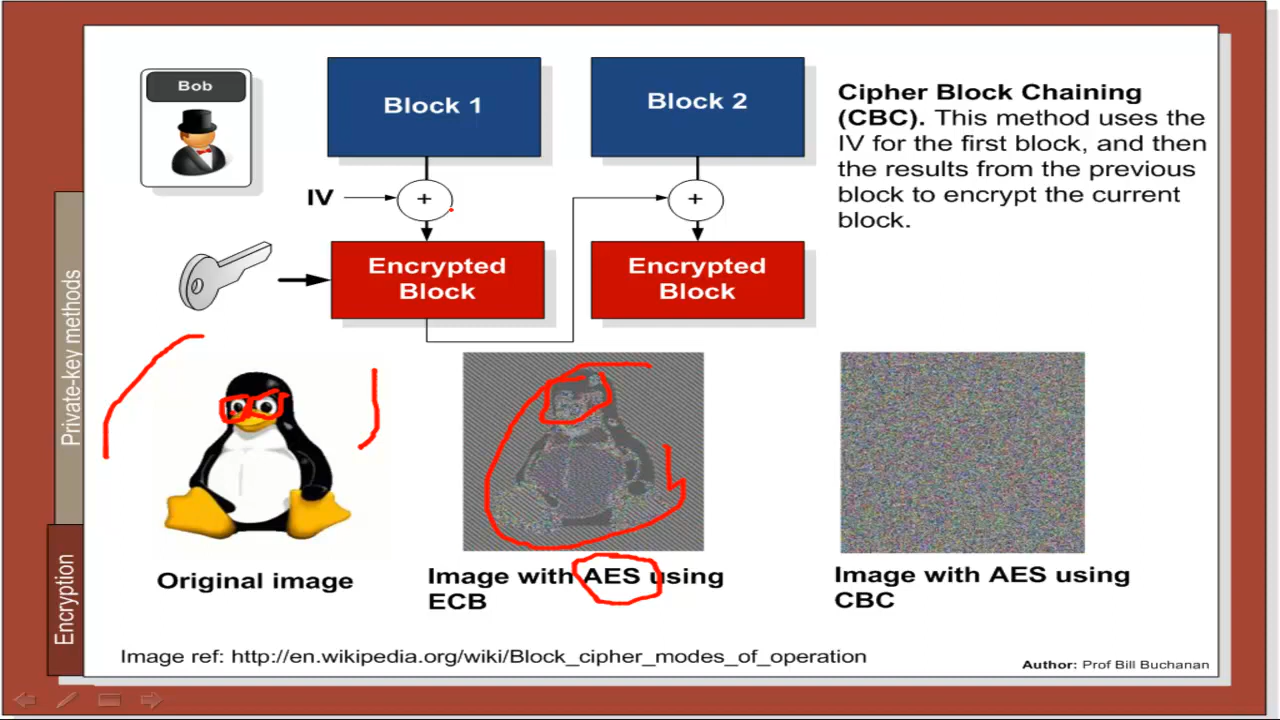 Bob
Block 1
Block 2
IV
+
+
Encrypted
Block
Encrypted
Block
Cipher Block Chaining
(CBC). This method uses the
IV for the first block, and then
the results from the previous
block to encrypt the current
block.
Private-key methods
Encryption
Original image
Image with AES using
ECB
Image with AES using
CBC
Image ref: http://en.wikipedia.org/wiki/Block_cipher_modes_of_operation
Author: Prof Bill Buchanan